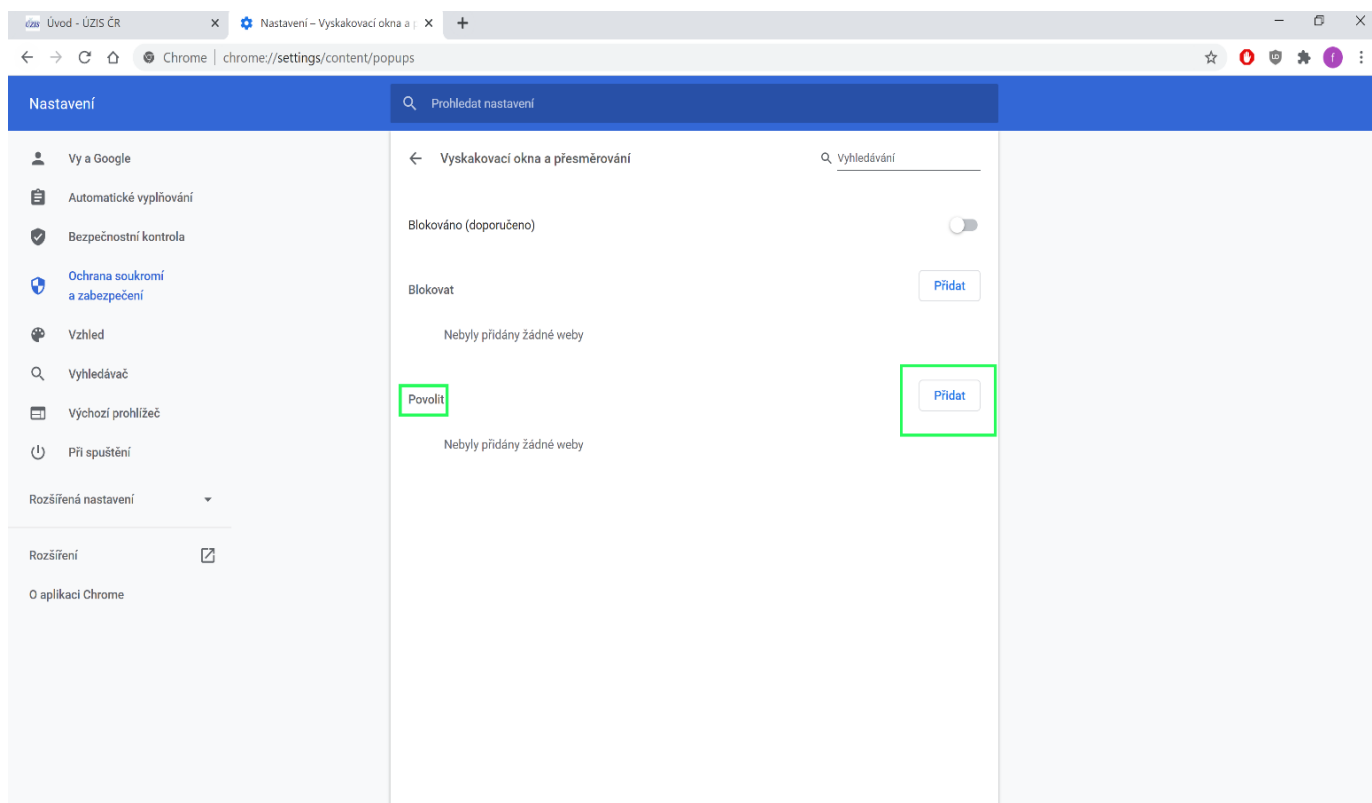 ÚZIS Úvod - ÚZIS ČR
Nastavení – Vyskakovací okna a p
Chrome | chrome://settings/content/popups
f
Nastavení
Prohledat nastavení
Vy a Google
Automatické vyplňování
Bezpečnostní kontrola
Ochrana soukromí
a zabezpečení
Vzhled
Vyhledávač
Výchozí prohlížeč
Při spuštění
Rozšířená nastavení
Rozšíření
O aplikaci Chrome
Vyskakovací okna a přesměrování
Vyhledávání
Blokováno (doporučeno)
Blokovat
Přidat
Nebyly přidány žádné weby
Povolit
Přidat
Nebyly přidány žádné weby